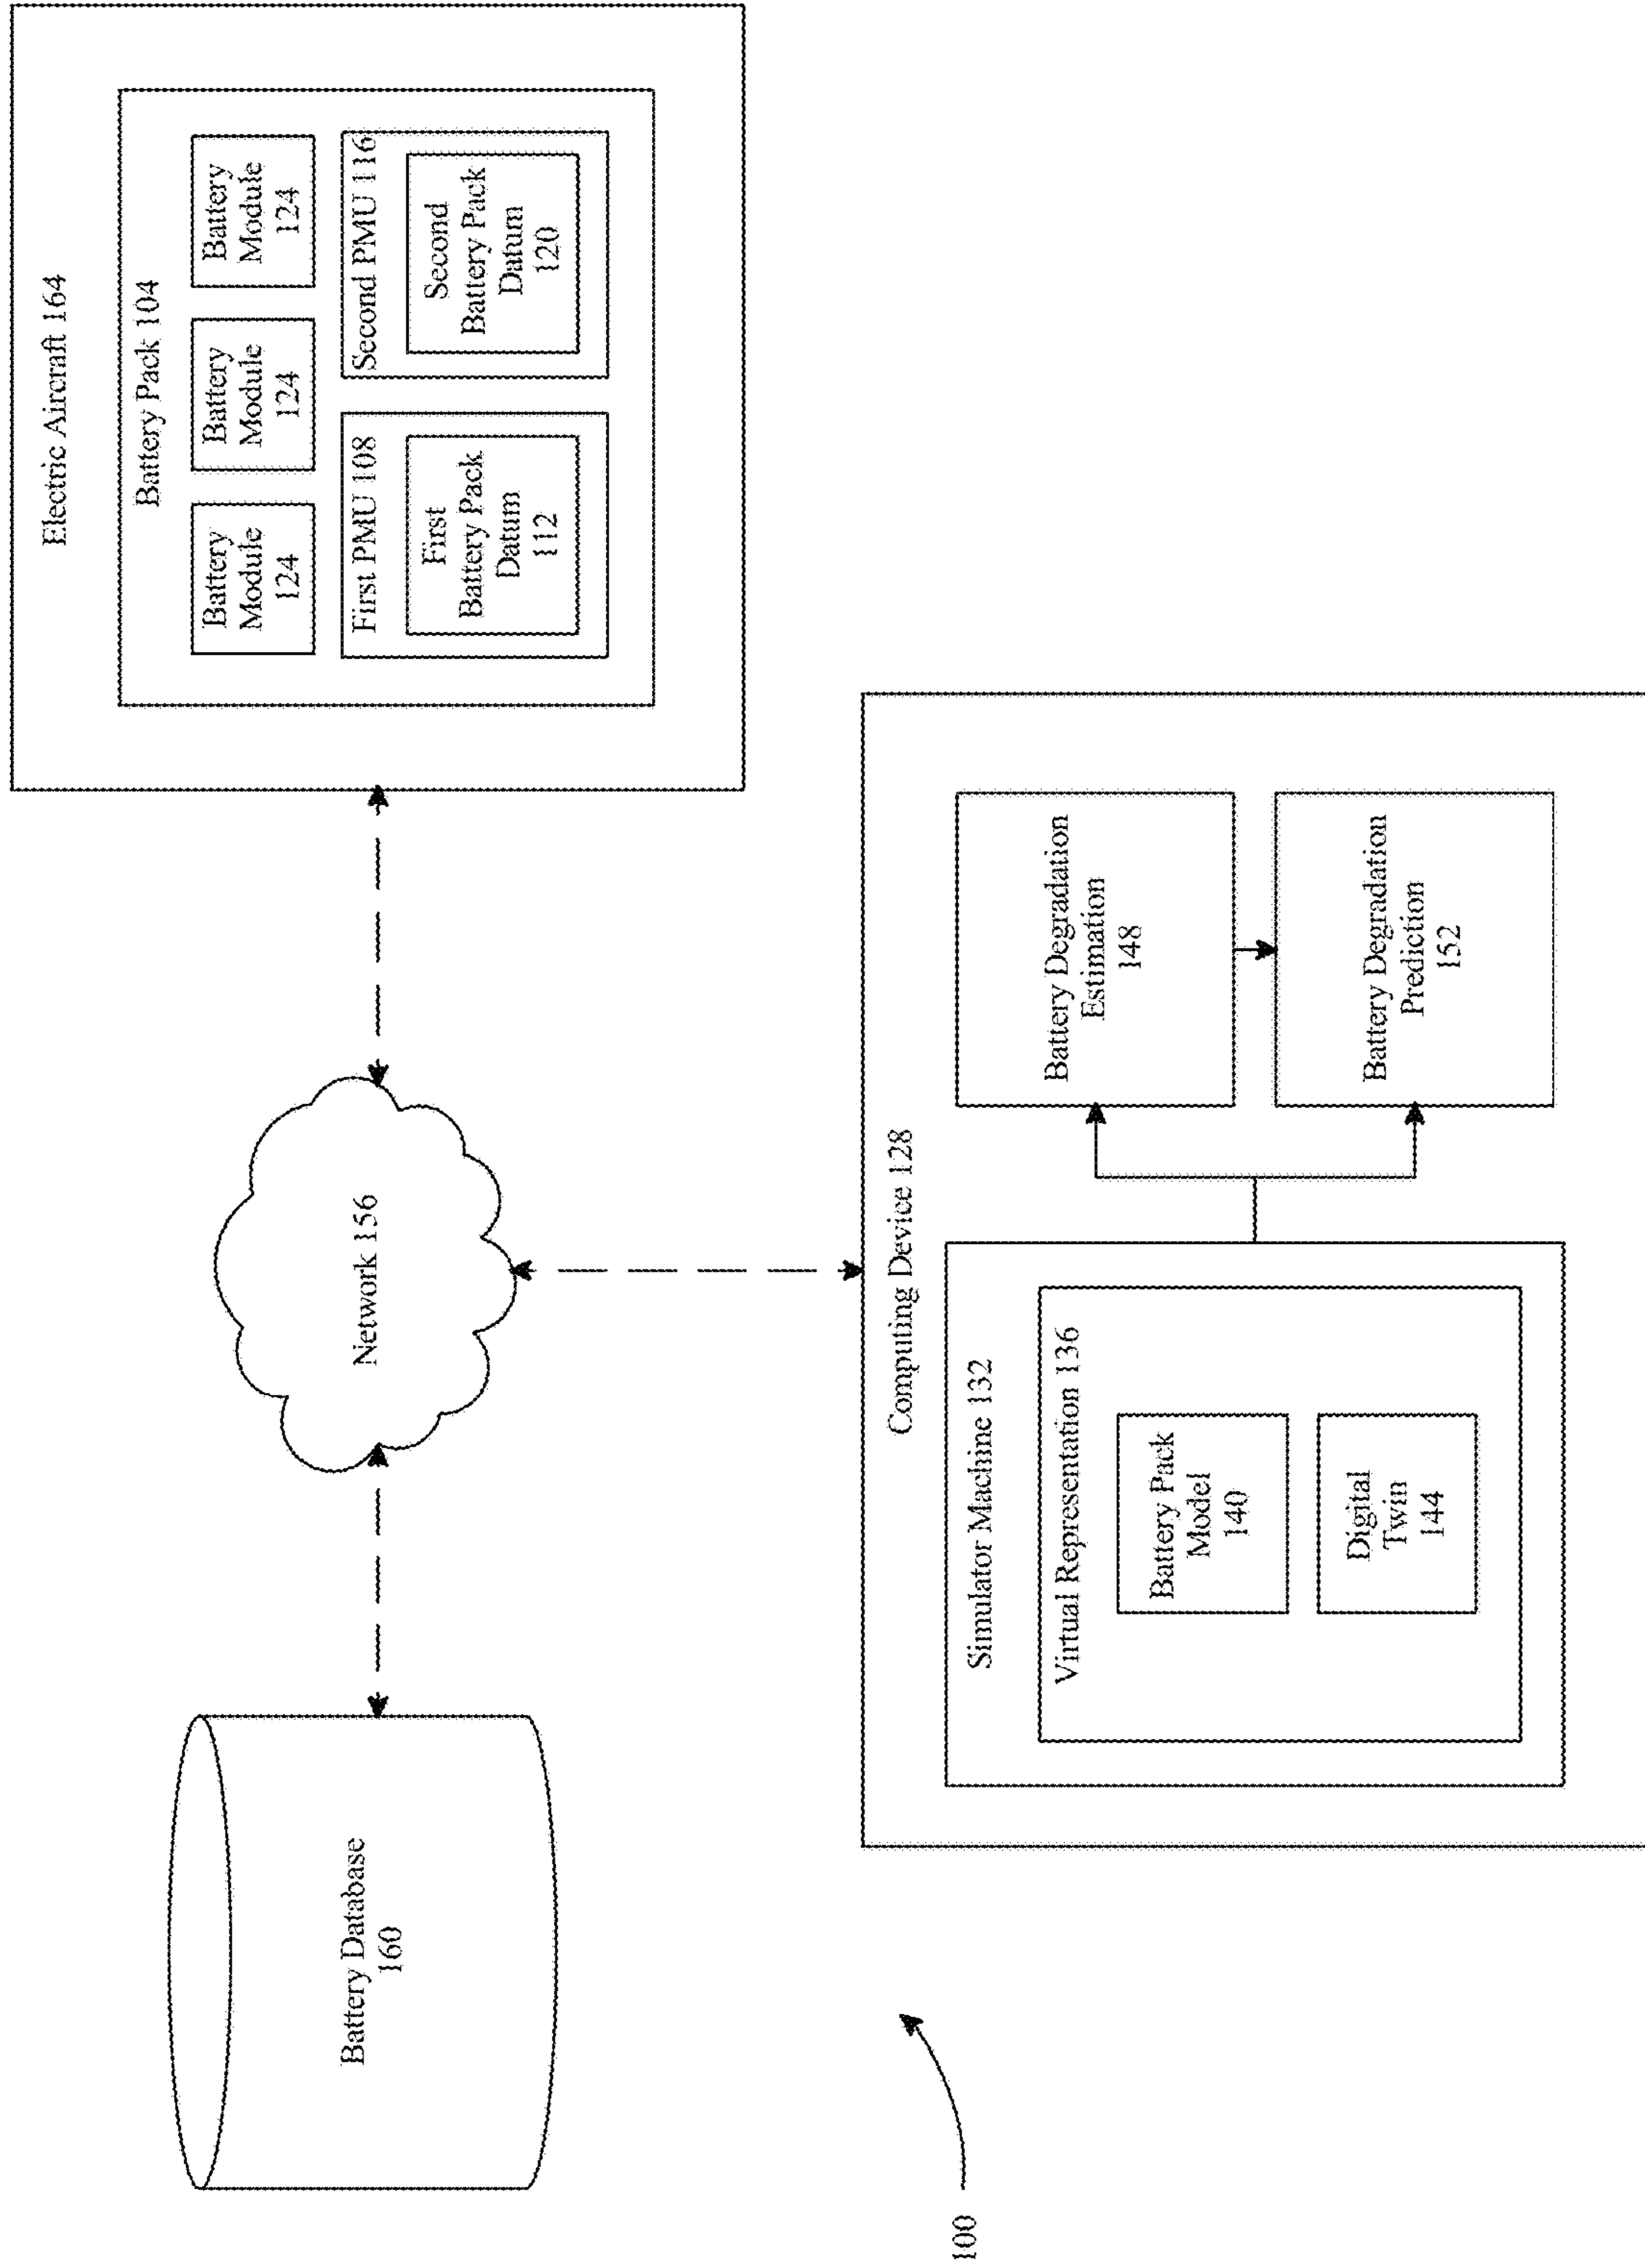 Electric Aircraft 164
Battery Pack 104
Battery
Module
124
Battery
Module
124
Battery
Module
124
First PMU 108
First
Battery Pack
Datum
112
Second PMU 116
Second
Battery Pack
Datum
120
Network 156
Battery Database
160
Computing Device 128
Simulator Machine 132
Virtual Representation 136
Battery Pack
Model
140
Digital
Twin
144
Battery Degradation
Estimation
148
Battery Degradation
Prediction
152
100